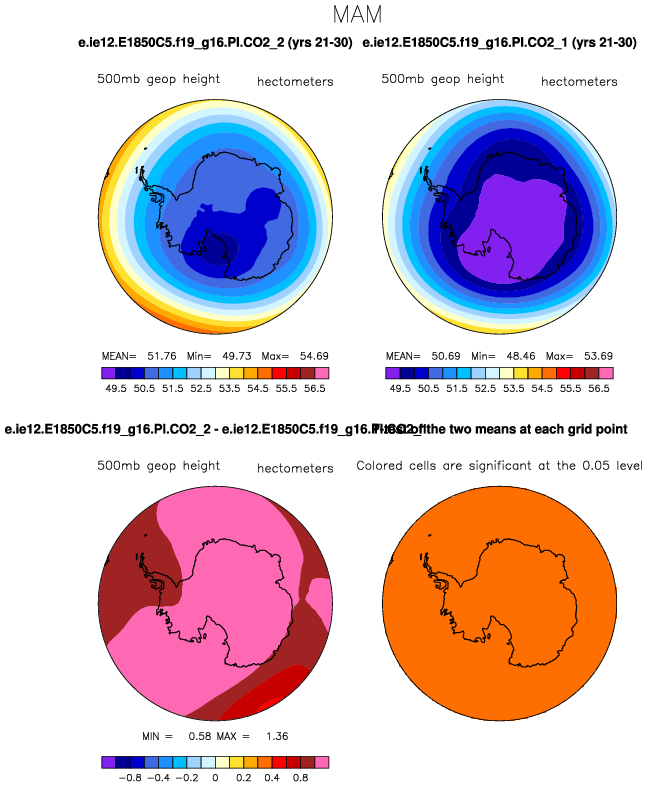 MAM
e.ie12.E1850C5.f19_g16.PI.CO2_2 (yrs 21-30)
e.ie12.E1850C5.f19_g16.PI.CO2_1 (yrs 21-30)
500mb geop height hectometers
500mb geop height hectometers
MEAN= 51.76 Min= 49.73 Max= 54.69
49.5 50.5 51.5 52.5 53.5 54.5 55.5 56.5
MEAN= 50.69 Min= 48.46 Max= 53.69
49.5 50.5 51.5 52.5 53.5 54.5 55.5 56.5
e.ie12.E1850C5.f19_g16.PI.CO2_2 - e.ie12.E1850C5.f19_g16.PI.CO2_1
the two means at each grid point
500mb geop height hectometers
Colored cells are significant at the 0.05 level
MIN = 0.58 MAX = 1.36
-0.8 -0.4 -0.2 0 0.2 0.4 0.8